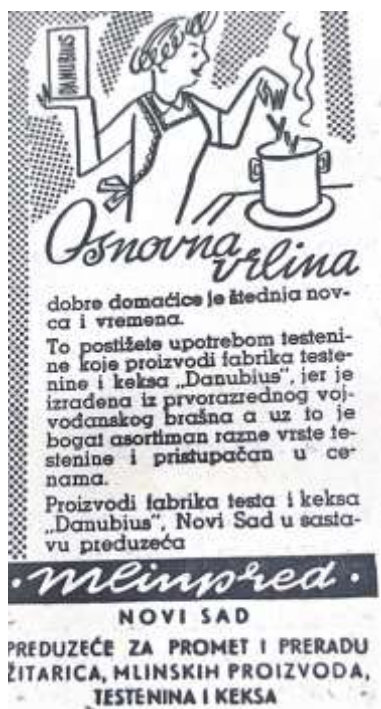 DANUBIUS
Osnovna
vrlina
dobre domaćice je štednja nov-
ca i vremena.
To postižete upotrebom testeni-
ne koje proizvodi fabrika teste-
nine i keksa „Danubius", jer je
izrađena iz prvorazrednog voj-
vođanskog brašna a uz to je
bogat asortiman razne vrste te-
stenine i pristupačan u ce-
nama.
Proizvodi fabrika testa i keksa
„Danubius", Novi Sad u sasta-
vu preduzeća
· Mlinpred ·
NOVI SAD
PREDUZEĆE ZA PROMET I PRERADU
ŽITARICA, MLINSKIH PROIZVODA,
TESTENINA I KEKSA